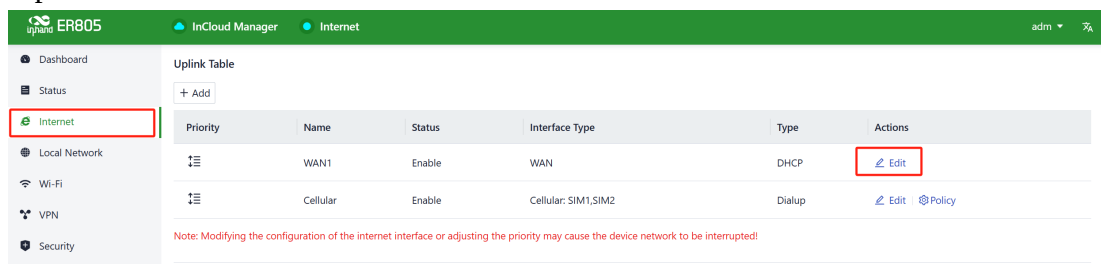 inhand ER805 InCloud Manager Internet adm
Dashboard
Status
Internet
Local Network
Wi-Fi
VPN
Security
Uplink Table
+ Add
Priority Name Status Interface Type Type Actions
WAN1 Enable WAN DHCP Edit
Cellular Enable Cellular: SIM1,SIM2 Dialup Edit Policy
Note: Modifying the configuration of the internet interface or adjusting the priority may cause the device network to be interrupted!